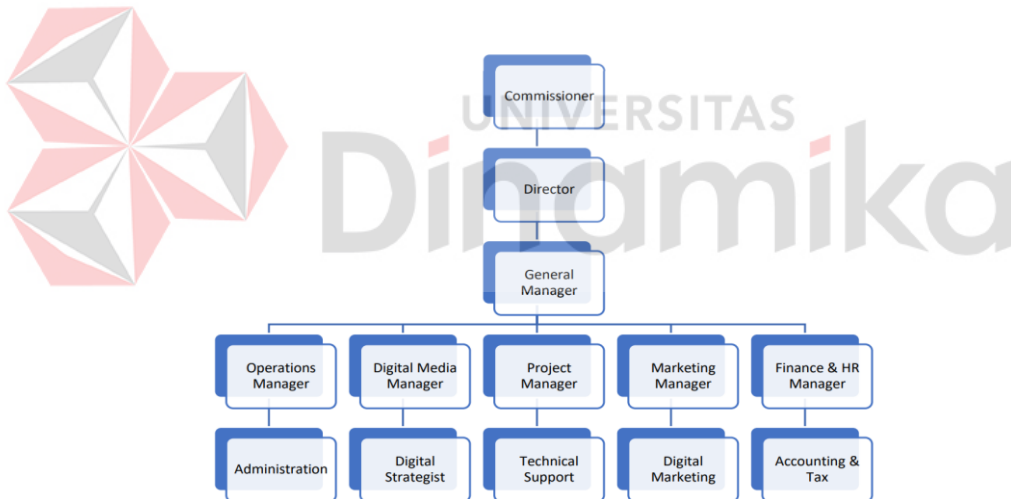 Commissioner
UNIVERSITAS
Dinamika
Director
General
Manager
Operations
Manager
Digital Media
Manager
Project
Manager
Marketing
Manager
Finance & HR
Manager
Administration
Digital
Strategist
Technical
Support
Digital
Marketing
Accounting &
Tax